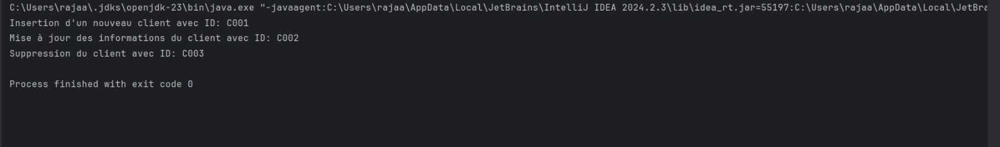 C:\Users\rajaa\.jdks\openjdk-23\bin\java.exe "-javaagent:C:\Users\rajaa\AppData\Local\JetBrains\IntelliJ IDEA 2024.2.3\lib\idea_rt.jar=55197:C:\Users\rajaa\AppData\Local\JetBra
Insertion d'un nouveau client avec ID: C001
Mise à jour des informations du client avec ID: C002
Suppression du client avec ID: C003
Process finished with exit code 0